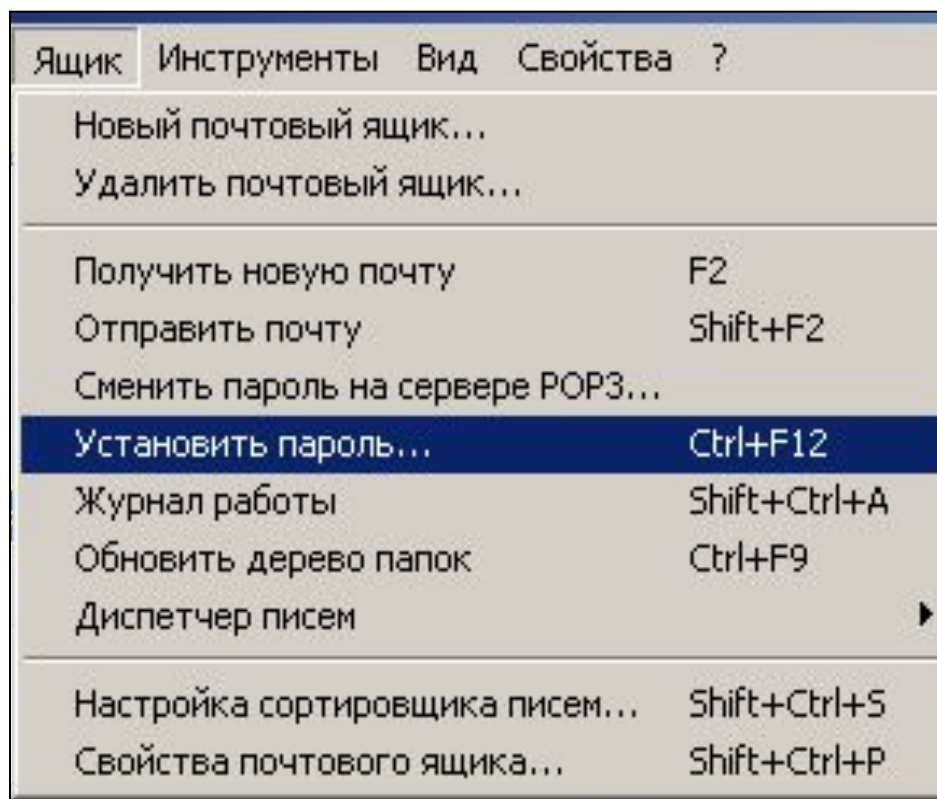 Ящик Инструменты Вид Свойства ?
Новый почтовый ящик...
Удалить почтовый ящик...
Получить новую почту F2
Отправить почту Shift+F2
Сменить пароль на сервере POP3...
Установить пароль... Ctrl+F12
Журнал работы Shift+Ctrl+A
Обновить дерево папок Ctrl+F9
Диспетчер писем
Настройка сортировщика писем... Shift+Ctrl+S
Свойства почтового ящика... Shift+Ctrl+P